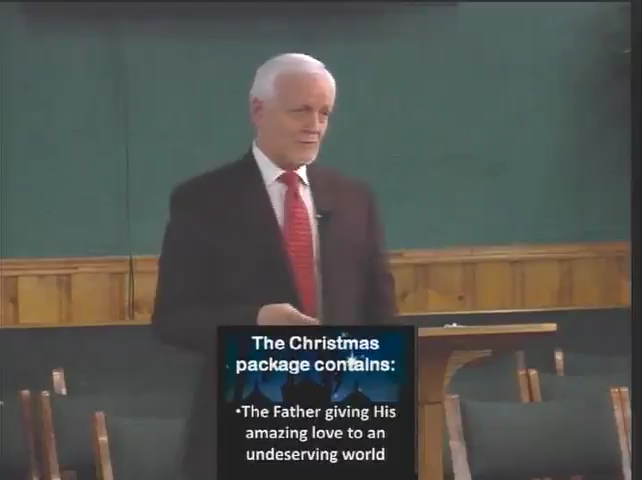 The Christmas
package contains:
•The Father giving His
amazing love to an
undeserving world